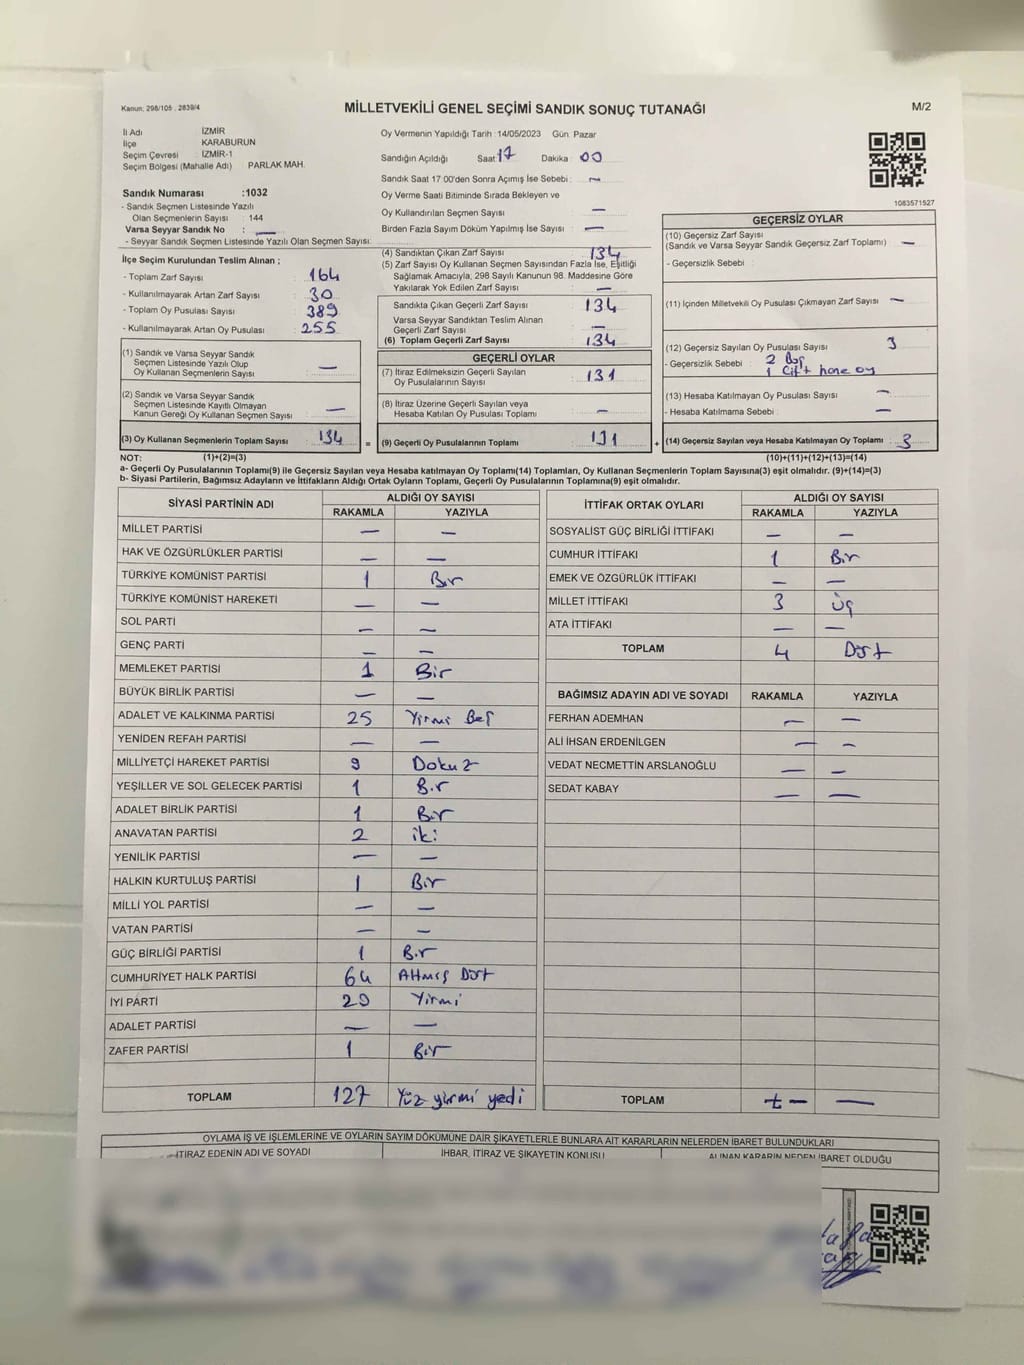 Kanun: 298/105 , 2839/4
MİLLETVEKİLİ GENEL SEÇİMİ SANDIK SONUÇ TUTANAĞI
M/2
İli Adı İZMİR
İlçe KARABURUN
Seçim Çevresi İZMİR-1
Seçim Bölgesi (Mahalle Adı) PARLAK MAH.
Sandık Numarası :1032
- Sandık Seçmen Listesinde Yazılı
Olan Seçmenlerin Sayısı : 144
Varsa Seyyar Sandık No : —
- Seyyar Sandık Seçmen Listesinde Yazılı Olan Seçmen Sayısı:
İlçe Seçim Kurulundan Teslim Alınan ;
- Toplam Zarf Sayısı : 164
- Kullanılmayarak Artan Zarf Sayısı : 30
- Toplam Oy Pusulası Sayısı : 389
- Kullanılmayarak Artan Oy Pusulası : 255
(1) Sandık ve Varsa Seyyar Sandık
Seçmen Listesinde Yazılı Olup
Oy Kullanan Seçmenlerin Sayısı : —
(2) Sandık ve Varsa Seyyar Sandık
Seçmen Listesinde Kayıtlı Olmayan
Kanun Gereği Oy Kullanan Seçmen Sayısı : —
(3) Oy Kullanan Seçmenlerin Toplam Sayısı : 134
Oy Vermenin Yapıldığı Tarih :14/05/2023 Gün: Pazar
Sandığın Açıldığı Saat 17 Dakika 00
Sandık Saat 17:00'den Sonra Açımış İse Sebebi : —
Oy Verme Saati Bitiminde Sırada Bekleyen ve
Oy Kullandırılan Seçmen Sayısı : —
Birden Fazla Sayım Döküm Yapılmış İse Sayısı : —
(4) Sandıktan Çıkan Zarf Sayısı : 134
(5) Zarf Sayısı Oy Kullanan Seçmen Sayısından Fazla İse, Eşitliği
Sağlamak Amacıyla, 298 Sayılı Kanunun 98. Maddesine Göre
Yakılarak Yok Edilen Zarf Sayısı : —
Sandıkta Çıkan Geçerli Zarf Sayısı : 134
Varsa Seyyar Sandıktan Teslim Alınan
Geçerli Zarf Sayısı : —
(6) Toplam Geçerli Zarf Sayısı : 134
GEÇERLİ OYLAR
(7) İtiraz Edilmeksizin Geçerli Sayılan
Oy Pusulalarının Sayısı : 131
(8) İtiraz Üzerine Geçerli Sayılan veya
Hesaba Katılan Oy Pusulası Toplamı : —
= (9) Geçerli Oy Pusulalarının Toplamı : 131
1083571527
GEÇERSİZ OYLAR
(10) Geçersiz Zarf Sayısı
(Sandık ve Varsa Seyyar Sandık Geçersiz Zarf Toplamı) : —
- Geçersizlik Sebebi :
(11) İçinden Milletvekili Oy Pusulası Çıkmayan Zarf Sayısı : —
(12) Geçersiz Sayılan Oy Pusulası Sayısı : 3
- Geçersizlik Sebebi : 2 Boş
1 Çift hane oy
(13) Hesaba Katılmayan Oy Pusulası Sayısı : —
- Hesaba Katılmama Sebebi : —
+ (14) Geçersiz Sayılan veya Hesaba Katılmayan Oy Toplamı : 3
NOT: (1)+(2)=(3) (10)+(11)+(12)+(13)=(14)
a- Geçerli Oy Pusulalarının Toplamı(9) ile Geçersiz Sayılan veya Hesaba katılmayan Oy Toplamı(14) Toplamları, Oy Kullanan Seçmenlerin Toplam Sayısına(3) eşit olmalıdır. (9)+(14)=(3)
b- Siyasi Partilerin, Bağımsız Adayların ve İttifakların Aldığı Ortak Oyların Toplamı, Geçerli Oy Pusulalarının Toplamına(9) eşit olmalıdır.
SİYASİ PARTİNİN ADI ALDIĞI OY SAYISI
RAKAMLA YAZIYLA
MİLLET PARTİSİ — —
HAK VE ÖZGÜRLÜKLER PARTİSİ — —
TÜRKİYE KOMÜNİST PARTİSİ 1 Bir
TÜRKİYE KOMÜNİST HAREKETİ — —
SOL PARTİ — —
GENÇ PARTİ — —
MEMLEKET PARTİSİ 1 Bir
BÜYÜK BİRLİK PARTİSİ — —
ADALET VE KALKINMA PARTİSİ 25 Yirmi Beş
YENİDEN REFAH PARTİSİ — —
MİLLİYETÇİ HAREKET PARTİSİ 9 Dokuz
YEŞİLLER VE SOL GELECEK PARTİSİ 1 Bir
ADALET BİRLİK PARTİSİ 1 Bir
ANAVATAN PARTİSİ 2 iki
YENİLİK PARTİSİ — —
HALKIN KURTULUŞ PARTİSİ 1 Bir
MİLLİ YOL PARTİSİ — —
VATAN PARTİSİ — —
GÜÇ BİRLİĞİ PARTİSİ 1 Bir
CUMHURİYET HALK PARTİSİ 64 Altmış Dört
İYİ PARTİ 20 Yirmi
ADALET PARTİSİ — —
ZAFER PARTİSİ 1 Bir
TOPLAM 127 Yüz yirmi yedi
İTTİFAK ORTAK OYLARI ALDIĞI OY SAYISI
RAKAMLA YAZIYLA
SOSYALİST GÜÇ BİRLİĞİ İTTİFAKI — —
CUMHUR İTTİFAKI 1 Bir
EMEK VE ÖZGÜRLÜK İTTİFAKI — —
MİLLET İTTİFAKI 3 Üç
ATA İTTİFAKI — —
TOPLAM 4 Dört
BAĞIMSIZ ADAYIN ADI VE SOYADI RAKAMLA YAZIYLA
FERHAN ADEMHAN — —
ALİ İHSAN ERDENİLGEN — —
VEDAT NECMETTİN ARSLANOĞLU — —
SEDAT KABAY — —
TOPLAM — —
OYLAMA İŞ VE İŞLEMLERİNE VE OYLARIN SAYIM DÖKÜMÜNE DAİR ŞİKAYETLERLE BUNLARA AİT KARARLARIN NELERDEN İBARET BULUNDUKLARI
İTİRAZ EDENİN ADI VE SOYADI İHBAR, İTİRAZ VE ŞİKAYETİN KONUSU ALINAN KARARIN NEDEN İBARET OLDUĞU